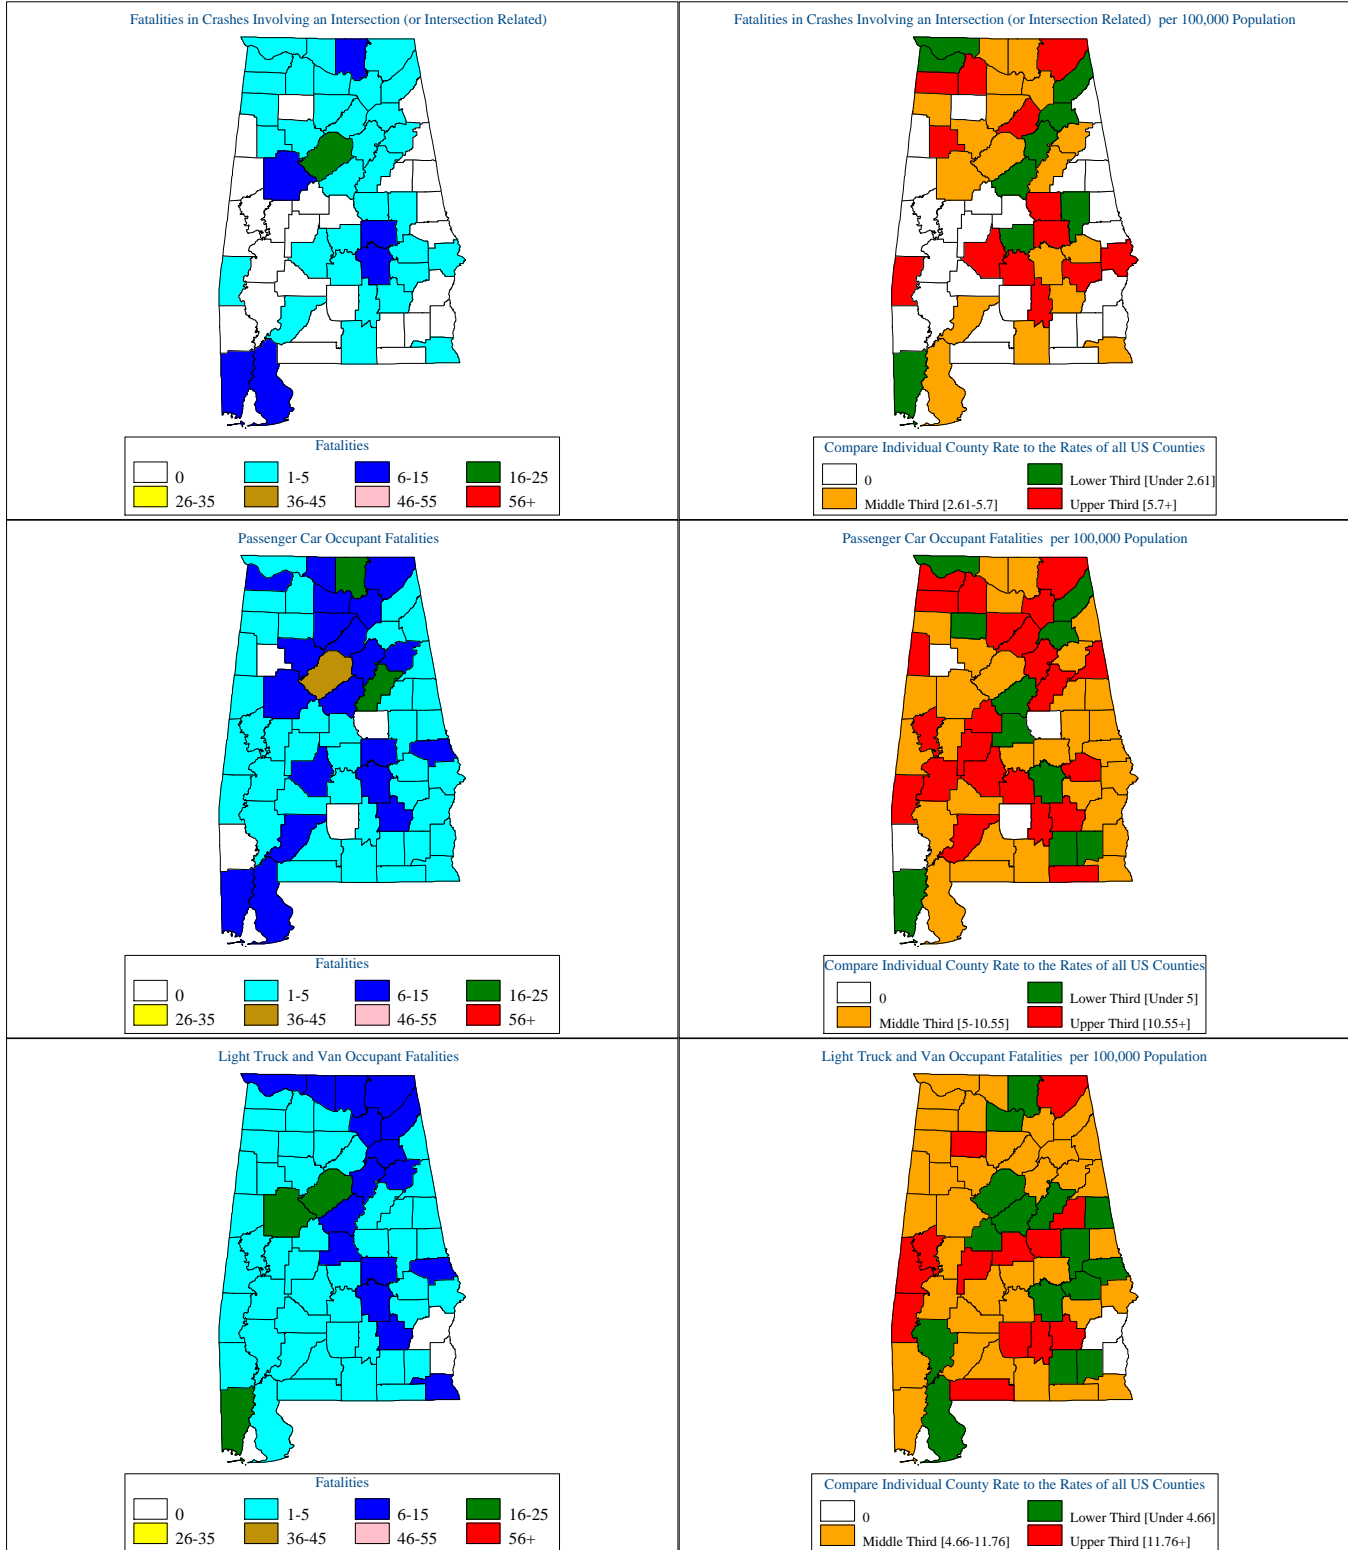 Fatalities in Crashes Involving an Intersection (or Intersection Related)
Fatalities
0
1-5
6-15
16-25
26-35
36-45
46-55
56+
Fatalities in Crashes Involving an Intersection (or Intersection Related) per 100,000 Population
Compare Individual County Rate to the Rates of all US Counties
0
Lower Third [Under 2.61]
Middle Third [2.61-5.7]
Upper Third [5.7+]
Passenger Car Occupant Fatalities
Fatalities
0
1-5
6-15
16-25
26-35
36-45
46-55
56+
Passenger Car Occupant Fatalities per 100,000 Population
Compare Individual County Rate to the Rates of all US Counties
0
Lower Third [Under 5]
Middle Third [5-10.55]
Upper Third [10.55+]
Light Truck and Van Occupant Fatalities
Fatalities
0
1-5
6-15
16-25
26-35
36-45
46-55
56+
Light Truck and Van Occupant Fatalities per 100,000 Population
Compare Individual County Rate to the Rates of all US Counties
0
Lower Third [Under 4.66]
Middle Third [4.66-11.76]
Upper Third [11.76+]